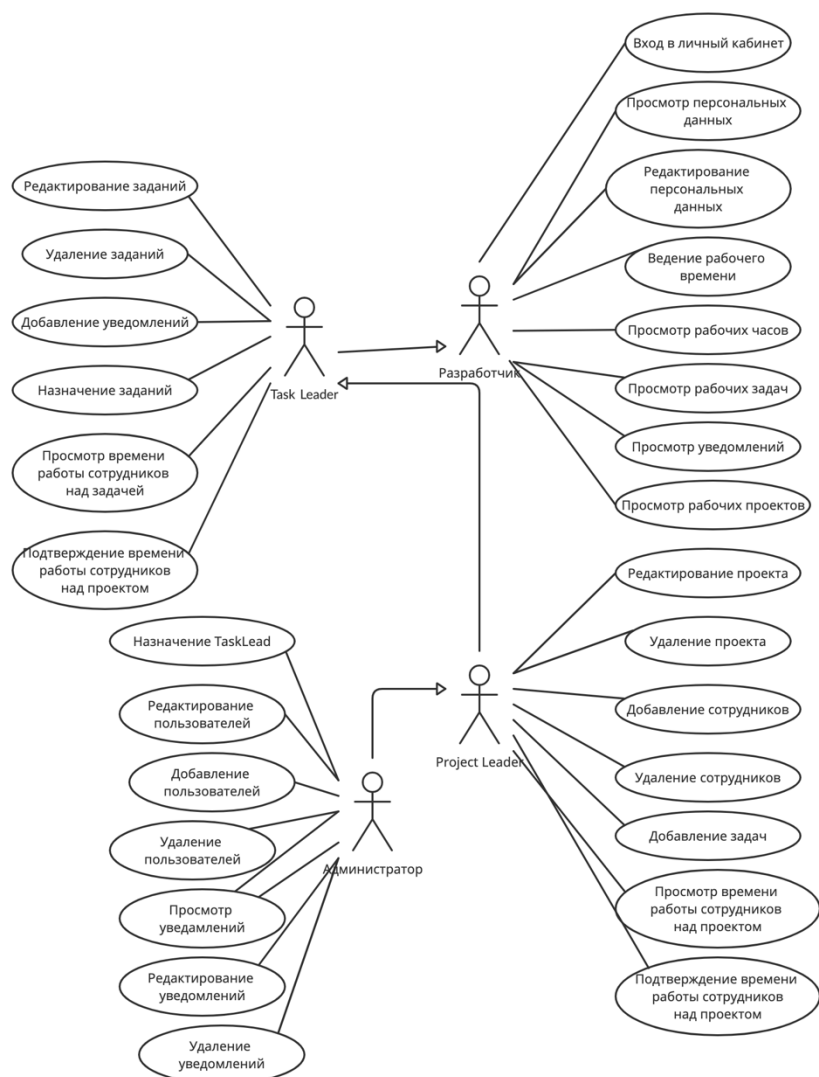 Вход в личный кабинет
Просмотр персональных
данных
Редактирование
персональных
данных
Ведение рабочего
времени
Просмотр рабочих часов
Просмотр рабочих задач
Просмотр уведомлений
Просмотр рабочих проектов
Разработчик
Редактирование заданий
Удаление заданий
Добавление уведомлений
Назначение заданий
Просмотр времени
работы сотрудников
над задачей
Подтверждение времени
работы сотрудников
над проектом
Task Leader
Редактирование проекта
Удаление проекта
Добавление сотрудников
Удаление сотрудников
Добавление задач
Просмотр времени
работы сотрудников
над проектом
Подтверждение времени
работы сотрудников
над проектом
Project Leader
Назначение TaskLead
Редактирование
пользователей
Добавление
пользователей
Удаление
пользователей
Просмотр
уведамлений
Редактирование
уведомлений
Удаление
уведомлений
Администратор